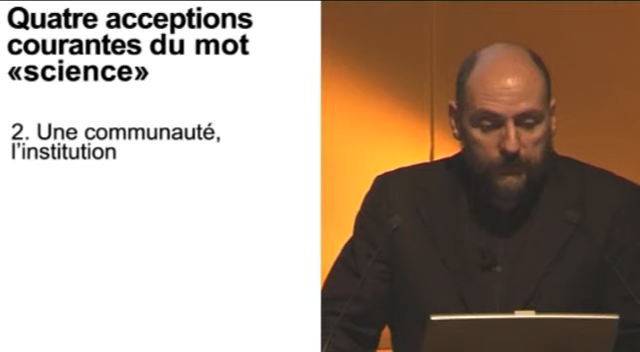 Quatre acceptions
courantes du mot
«science»
2. Une communauté,
l’institution